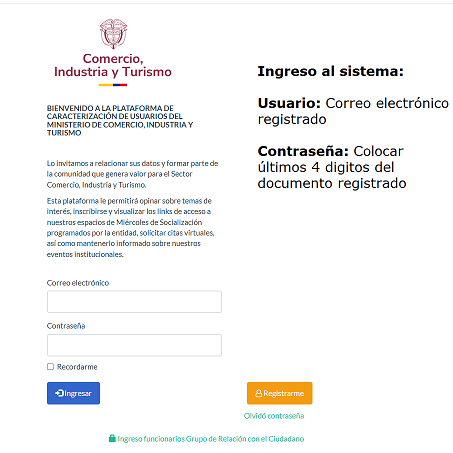 Comercio,
Industria y Turismo
BIENVENIDO A LA PLATAFORMA DE
CARACTERIZACIÓN DE USUARIOS DEL
MINISTERIO DE COMERCIO, INDUSTRIA Y
TURISMO
Lo invitamos a relacionar sus datos y formar parte de
la comunidad que genera valor para el Sector
Comercio, Industria y Turismo.
Esta plataforma le permitirá opinar sobre temas de
interés, inscribirse y visualizar los links de acceso a
nuestros espacios de Miércoles de Socialización
programados por la entidad, solicitar citas virtuales,
así como mantenerlo informado sobre nuestros
eventos institucionales.
Correo electrónico
Contraseña
Recordarme
Ingresar
Registrarme
Olvidó contraseña
Ingreso funcionarios Grupo de Relación con el Ciudadano
Ingreso al sistema:
Usuario: Correo electrónico
registrado
Contraseña: Colocar
últimos 4 digitos del
documento registrado